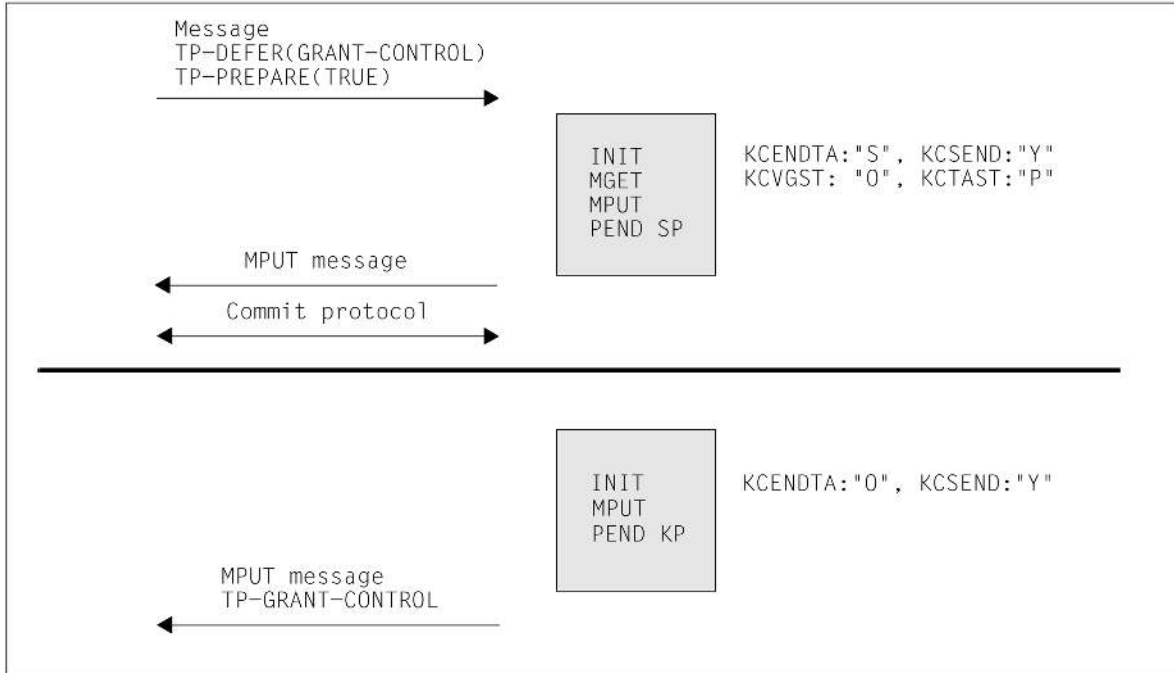 Message
TP-DEFER(GRANT-CONTROL)
TP-PREPARE(TRUE)
INIT
MGET
MPUT
PEND SP
KCENDTA:"S", KCSEND:"Y"
KCVGST: "O", KCTAST:"P"
MPUT message
Commit protocol
INIT
MPUT
PEND KP
KCENDTA:"O", KCSEND:"Y"
MPUT message
TP-GRANT-CONTROL